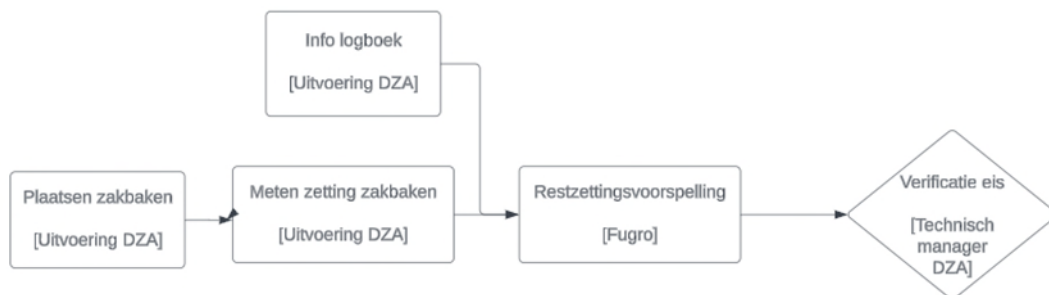 Info logboek
[Uitvoering DZA]
Plaatsen zakbaken
[Uitvoering DZA]
Meten zetting zakbaken
[Uitvoering DZA]
Restzettingsvoorspelling
[Fugro]
Verificatie eis
[Technisch
manager
DZA]